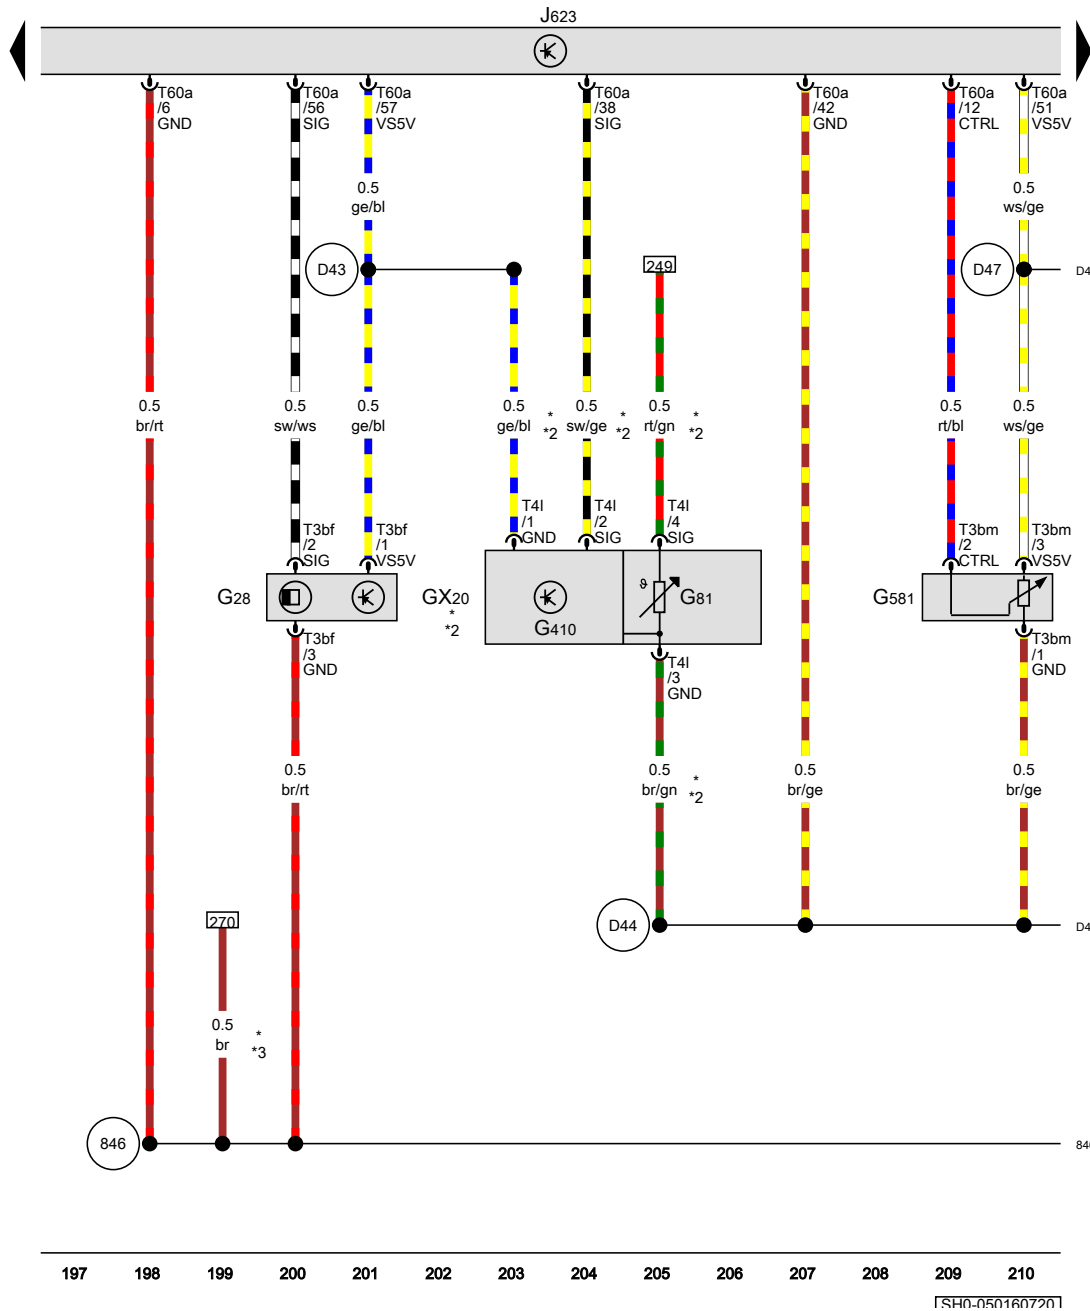 J623
T60a
/6
GND
T60a
/56
SIG
T60a
/57
VS5V
T60a
/38
SIG
T60a
/42
GND
T60a
/12
CTRL
T60a
/51
VS5V
0.5
ge/bl
0.5
ws/ge
D43
249
D47
D4
0.5
br/rt
0.5
sw/ws
0.5
ge/bl
0.5
ge/bl
*
*2
0.5
sw/ge
*
*2
0.5
rt/gn
*
*2
0.5
rt/bl
0.5
ws/ge
T3bf
/2
SIG
T3bf
/1
VS5V
T4l
/1
GND
T4l
/2
SIG
T4l
/4
SIG
T3bm
/2
CTRL
T3bm
/3
VS5V
G28
GX20
*
*2
G410
ϑ
G81
G581
T3bf
/3
GND
T4l
/3
GND
T3bm
/1
GND
0.5
br/rt
0.5
br/gn
*
*2
0.5
br/ge
0.5
br/ge
270
D44
D4
0.5
br
*
*3
846
846
197 198 199 200 201 202 203 204 205 206 207 208 209 210
SH0-050160720